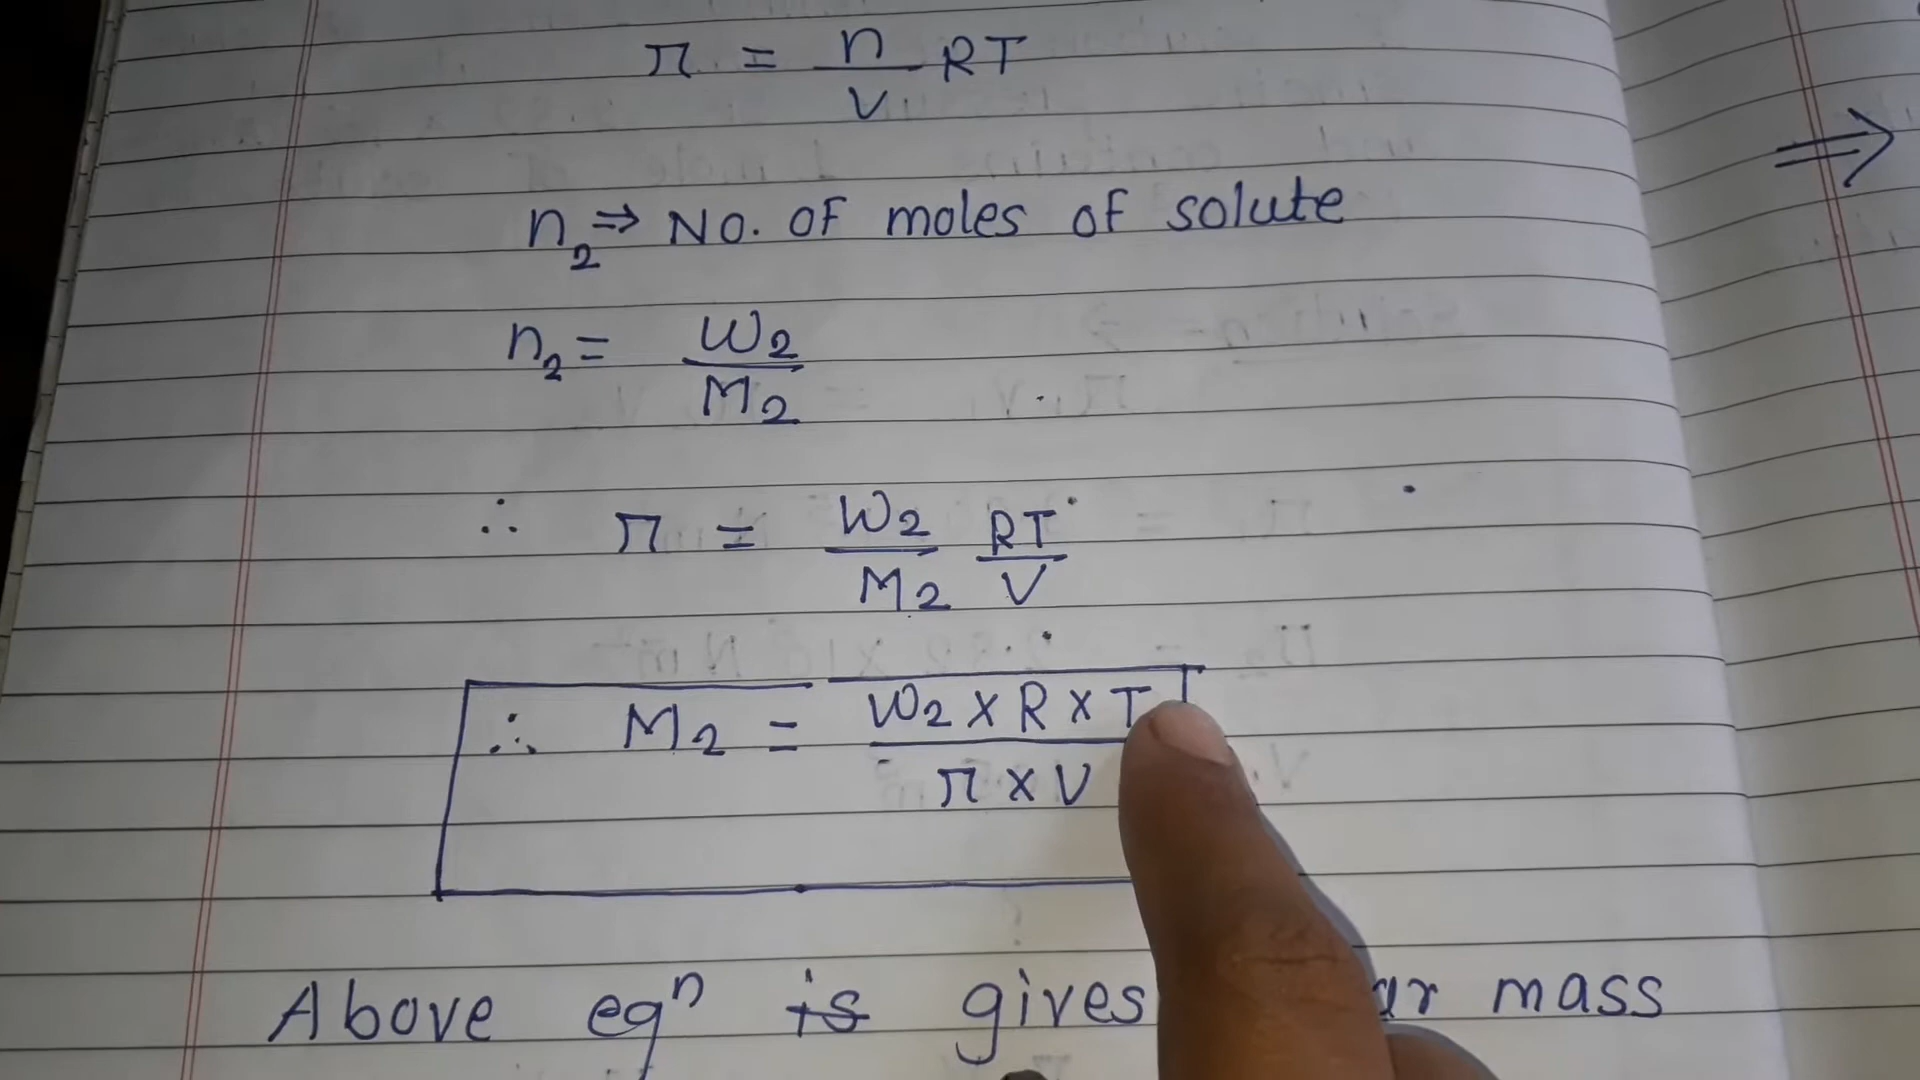 π = n/V RT
⇒
n₂ ⇒ No. of moles of solute
n₂ = W₂/M₂
∴ π = W₂/M₂ RT/V
∴ M₂ = W₂ × R × T / π × V
Above eqⁿ is gives ar mass